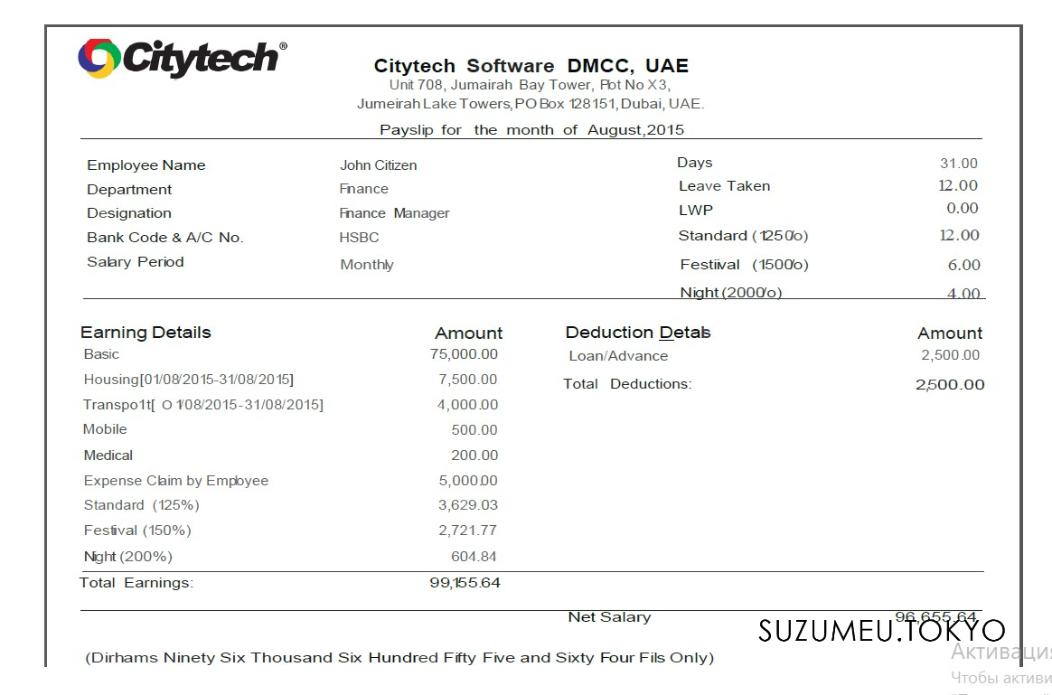 Citytech®
Citytech Software DMCC, UAE
Unit 708, Jumairah Bay Tower, Plot No X3,
Jumeirah Lake Towers, PO Box 128151, Dubai, UAE.
Payslip for the month of August,2015
Employee Name John Citizen Days 31.00
Department Finance Leave Taken 12.00
Designation Finance Manager LWP 0.00
Bank Code & A/C No. HSBC Standard (1250/o) 12.00
Salary Period Monthly Festiival (1500/o) 6.00
Night (2000/o) 4.00
Earning Details Amount Deduction Detals Amount
Basic 75,000.00 Loan/Advance 2,500.00
Housing[01/08/2015-31/08/2015] 7,500.00 Total Deductions: 2,500.00
Transpo1t[ O 1/08/2015-31/08/2015] 4,000.00
Mobile 500.00
Medical 200.00
Expense Claim by Employee 5,000.00
Standard (125%) 3,629.03
Festiival (150%) 2,721.77
Night (200%) 604.84
Total Earnings: 99,155.64
Net Salary 96,655.64
SUZUMEU.TOKYO
(Dirhams Ninety Six Thousand Six Hundred Fifty Five and Sixty Four Fils Only)
Активация
Чтобы активи